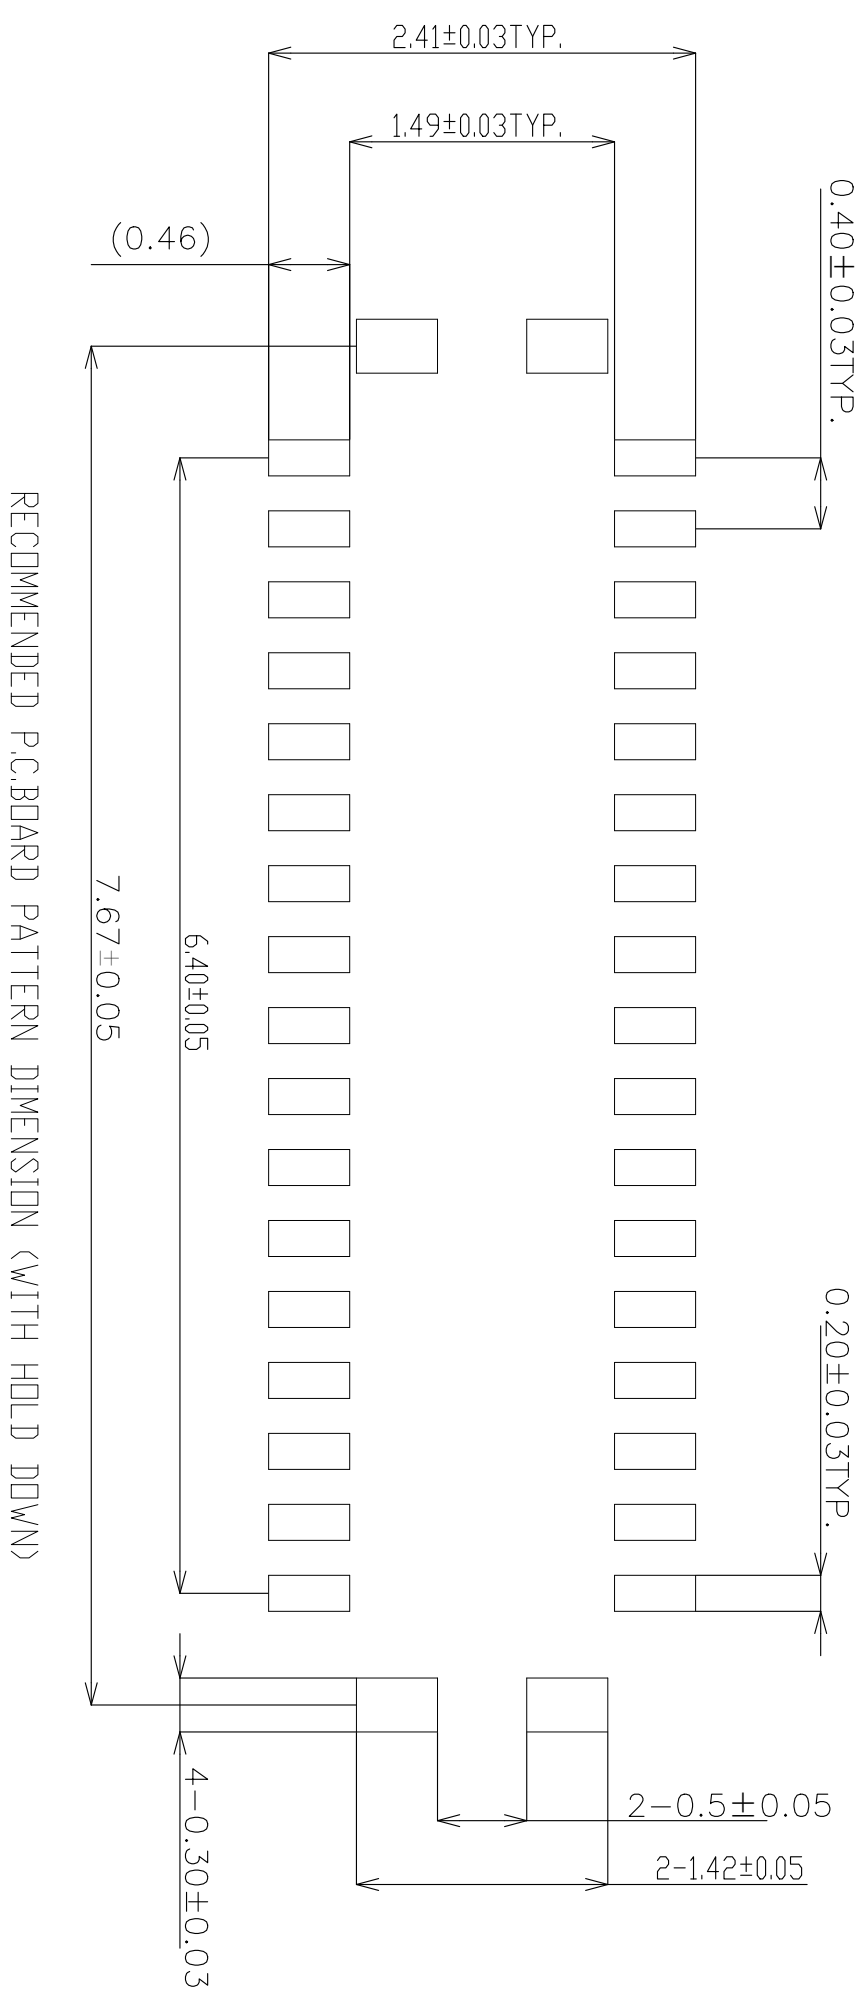 2.41±0.03TYP.
1.49±0.03TYP.
(0.46)
0.40±0.03TYP.
0.20±0.03TYP.
6.40±0.05
7.67±0.05
RECOMMENDED P.C.BOARD PATTERN DIMENSION (WITH HOLD DOWN)
4-0.30±0.03
2-0.5±0.05
2-1.42±0.05